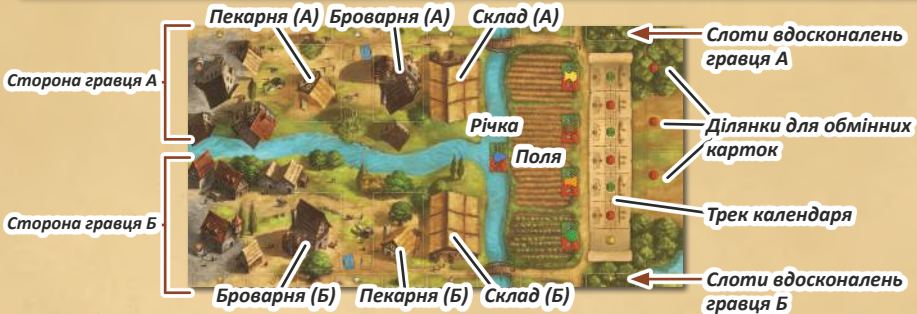 Пекарня (А) Броварня (А) Склад (А)
Слоти вдосконалень
гравця А
Сторона гравця А
Річка
Ділянки для обмінних
карток
Поля
Трек календаря
Сторона гравця Б
Броварня (Б) Пекарня (Б) Склад (Б)
Слоти вдосконалень
гравця Б